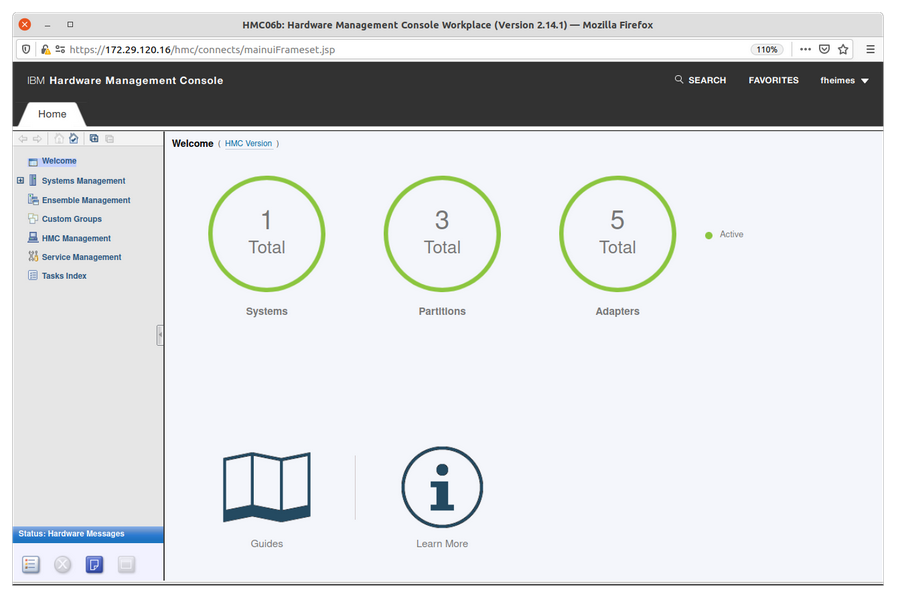 HMC06b: Hardware Management Console Workplace (Version 2.14.1) — Mozilla Firefox
https://172.29.120.16/hmc/connects/mainuiFrameset.jsp
110%
IBM Hardware Management Console
SEARCH
FAVORITES
fheimes
Home
Welcome
Systems Management
Ensemble Management
Custom Groups
HMC Management
Service Management
Tasks Index
Status: Hardware Messages
Welcome ( HMC Version )
1
Total
Systems
3
Total
Partitions
5
Total
Adapters
Active
Guides
Learn More